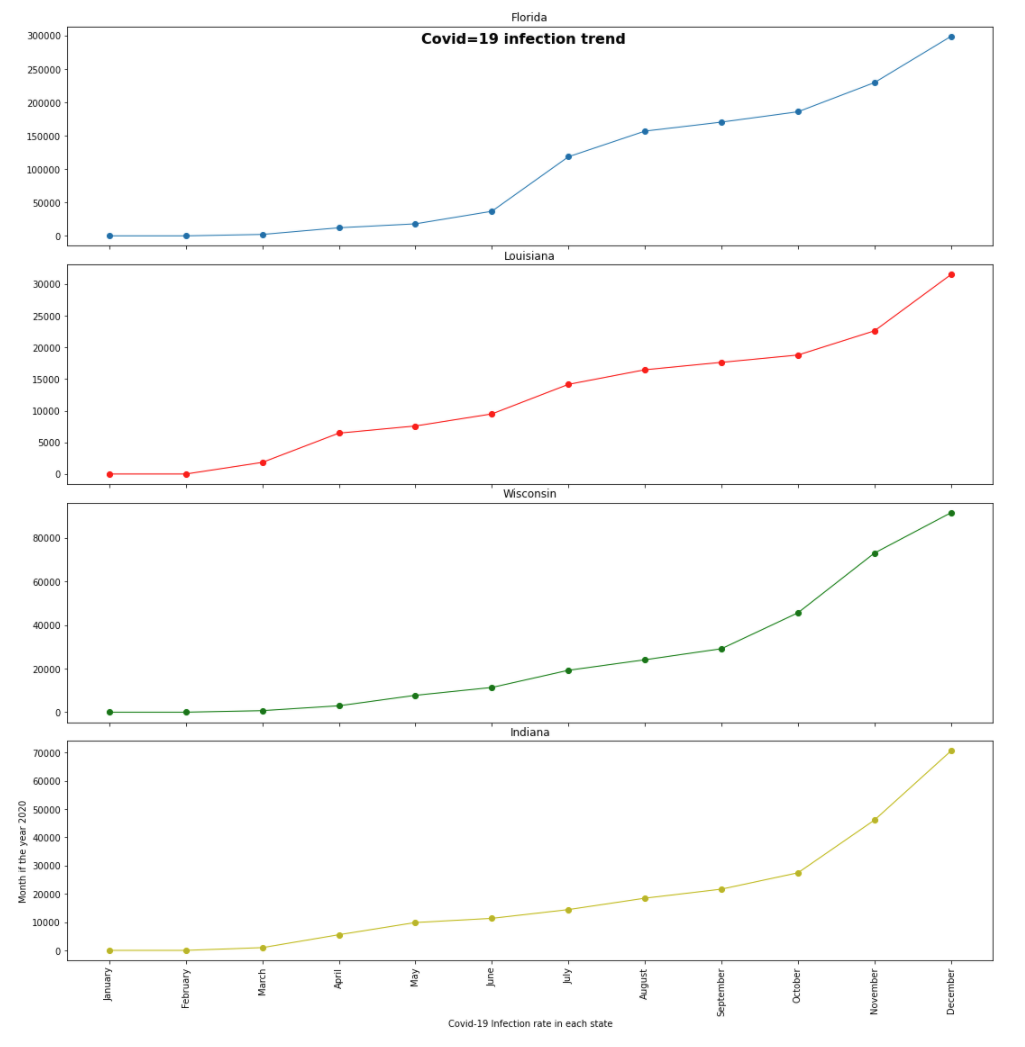 Florida
Covid=19 infection trend
300000
250000
200000
150000
100000
50000
0
Louisiana
30000
25000
20000
15000
10000
5000
0
Wisconsin
80000
60000
40000
20000
0
Indiana
70000
60000
50000
40000
30000
20000
10000
0
Month if the year 2020
January
February
March
April
May
June
July
August
September
October
November
December
Covid-19 Infection rate in each state